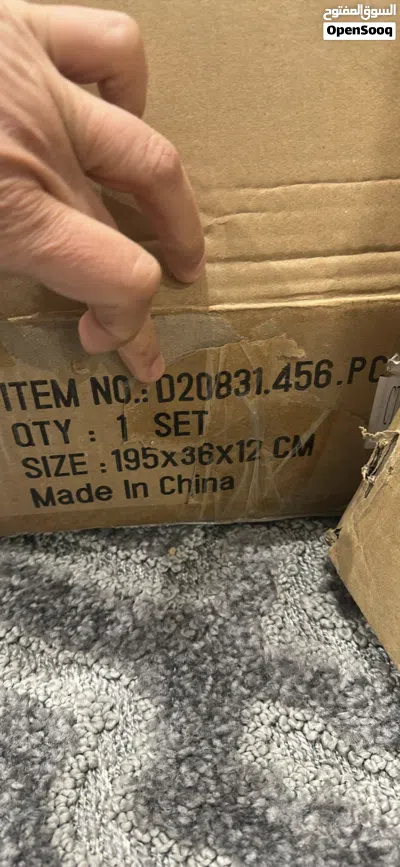 السوق المفتوح
OpenSooq
ITEM NO.: D20831.456.PC
QTY : 1 SET
SIZE : 195x36x12 CM
Made In China